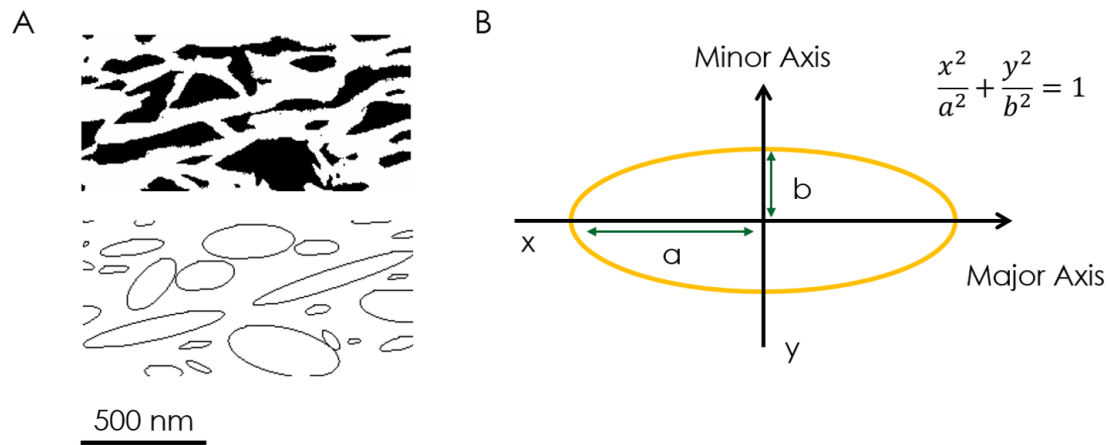 A
500 nm
B
Minor Axis
x²/a² + y²/b² = 1
b
x
a
Major Axis
y